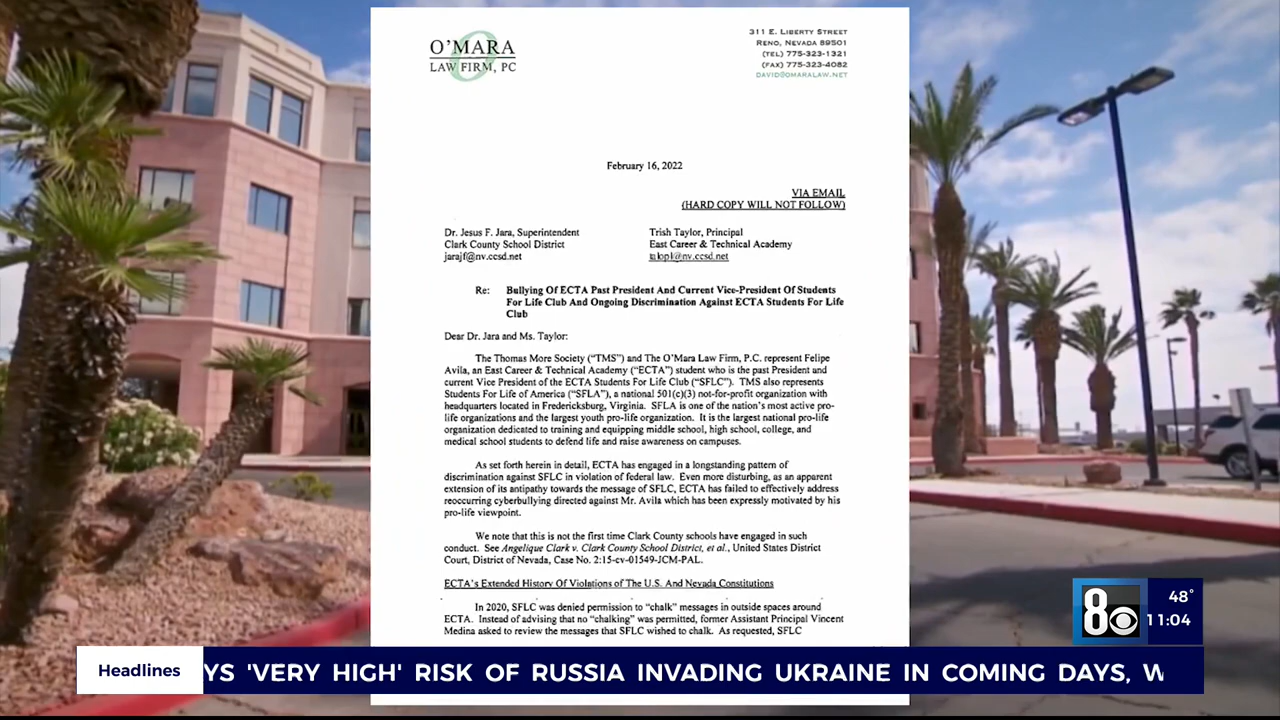 O'MARA
LAW FIRM, PC
311 E. LIBERTY STREET
RENO, NEVADA 89501
(TEL) 775-323-1321
(FAX) 775-323-4082
DAVID@OMARALAW.NET
February 16, 2022
VIA EMAIL
(HARD COPY WILL NOT FOLLOW)
Dr. Jesus F. Jara, Superintendent
Clark County School District
jarajf@nv.ccsd.net
Trish Taylor, Principal
East Career & Technical Academy
talopl@nv.ccsd.net
Re: Bullying Of ECTA Past President And Current Vice-President Of Students
For Life Club And Ongoing Discrimination Against ECTA Students For Life
Club
Dear Dr. Jara and Ms. Taylor:
The Thomas More Society ("TMS") and The O'Mara Law Firm, P.C. represent Felipe
Avila, an East Career & Technical Academy ("ECTA") student who is the past President and
current Vice President of the ECTA Students For Life Club ("SFLC"). TMS also represents
Students For Life of America ("SFLA"), a national 501(c)(3) not-for-profit organization with
headquarters located in Fredericksburg, Virginia. SFLA is one of the nation's most active pro-
life organizations and the largest youth pro-life organization. It is the largest national pro-life
organization dedicated to training and equipping middle school, high school, college, and
medical school students to defend life and raise awareness on campuses.
As set forth herein in detail, ECTA has engaged in a longstanding pattern of
discrimination against SFLC in violation of federal law. Even more disturbing, as an apparent
extension of its antipathy towards the message of SFLC, ECTA has failed to effectively address
reoccurring cyberbullying directed against Mr. Avila which has been expressly motivated by his
pro-life viewpoint.
We note that this is not the first time Clark County schools have engaged in such
conduct. See Angelique Clark v. Clark County School District, et al., United States District
Court, District of Nevada, Case No. 2:15-cv-01549-JCM-PAL.
ECTA's Extended History Of Violations of The U.S. And Nevada Constitutions
In 2020, SFLC was denied permission to "chalk" messages in outside spaces around
ECTA. Instead of advising that no "chalking" was permitted, former Assistant Principal Vincent
Medina asked to review the messages that SFLC wished to chalk. As requested, SFLC
8
48°
11:04
Headlines
YS 'VERY HIGH' RISK OF RUSSIA INVADING UKRAINE IN COMING DAYS, W